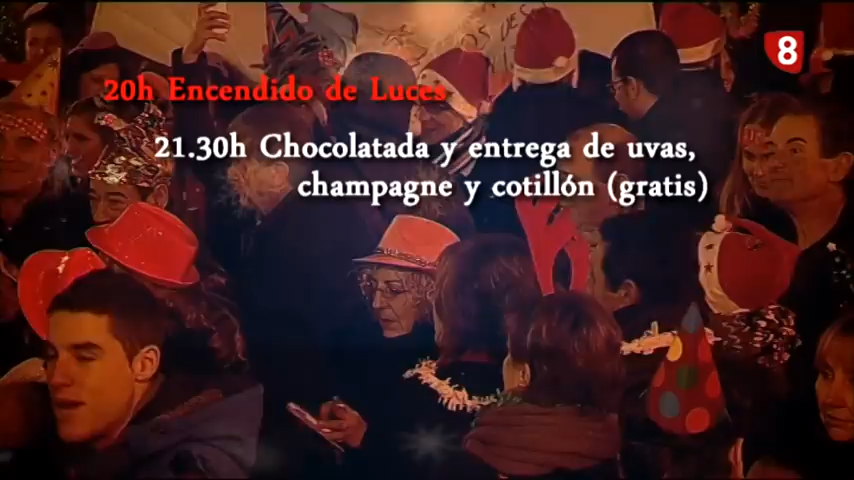 8
20h Encendido de Luces
21.30h Chocolatada y entrega de uvas,
champagne y cotillón (gratis)